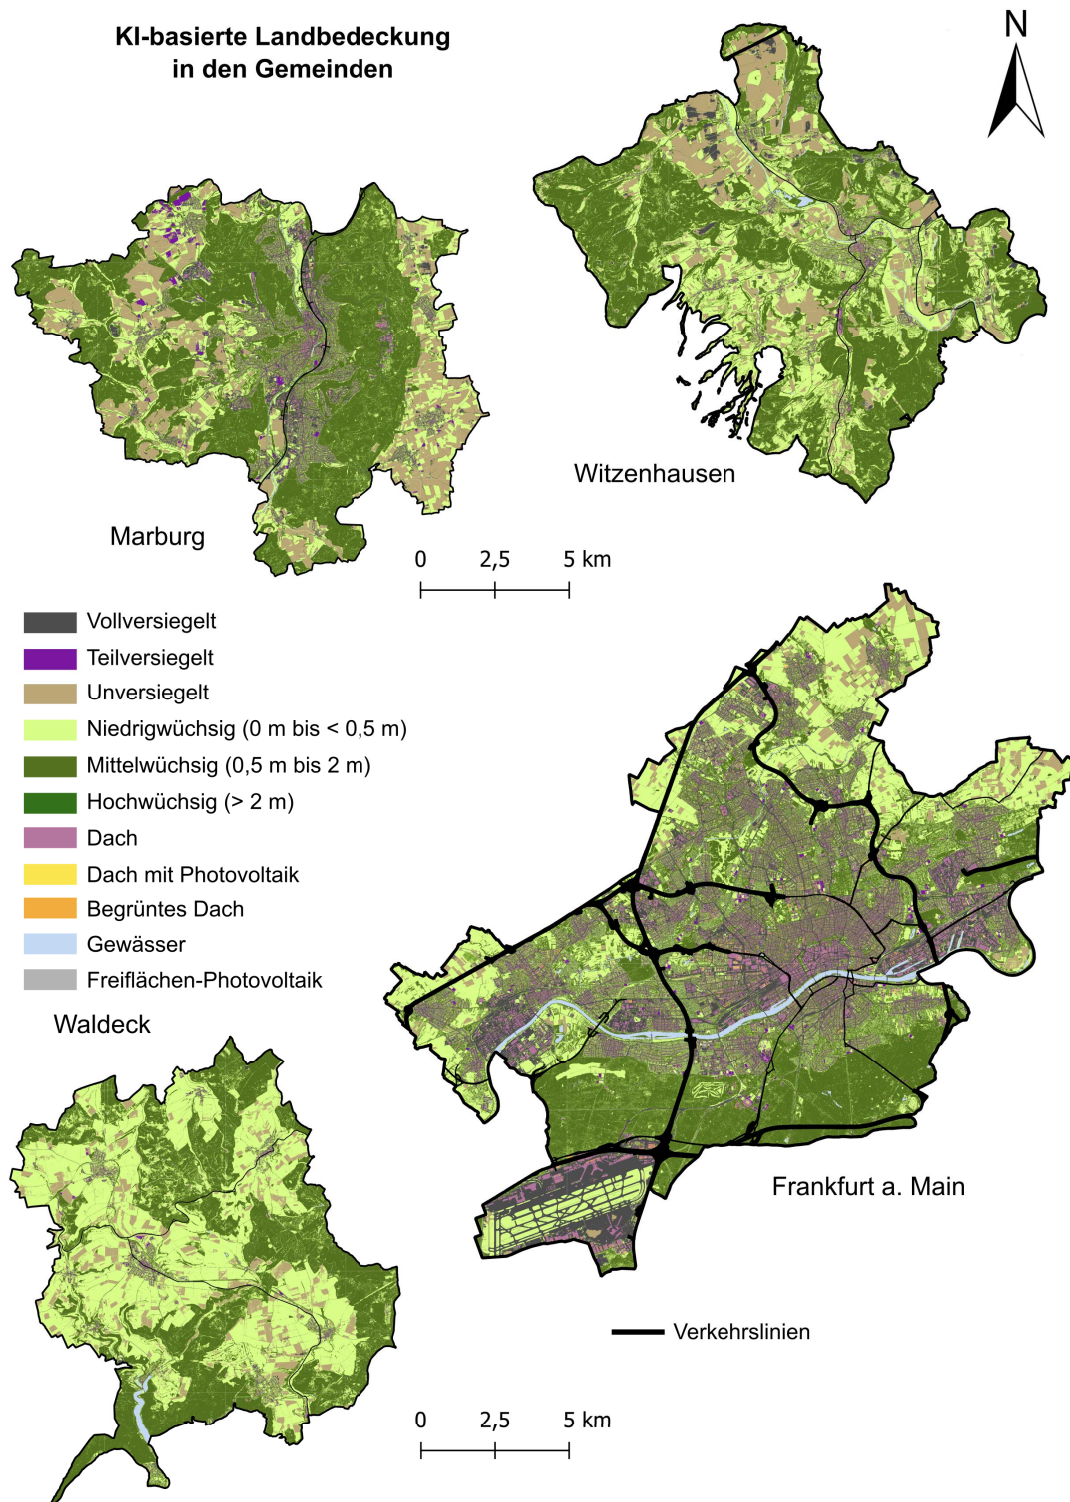 KI-basierte Landbedeckung
in den Gemeinden
N
Witzenhausen
Marburg
0 2,5 5 km
Vollversiegelt
Teilversiegelt
Unversiegelt
Niedrigwüchsig (0 m bis < 0,5 m)
Mittelwüchsig (0,5 m bis 2 m)
Hochwüchsig (> 2 m)
Dach
Dach mit Photovoltaik
Begrüntes Dach
Gewässer
Freiflächen-Photovoltaik
Waldeck
Frankfurt a. Main
Verkehrslinien
0 2,5 5 km